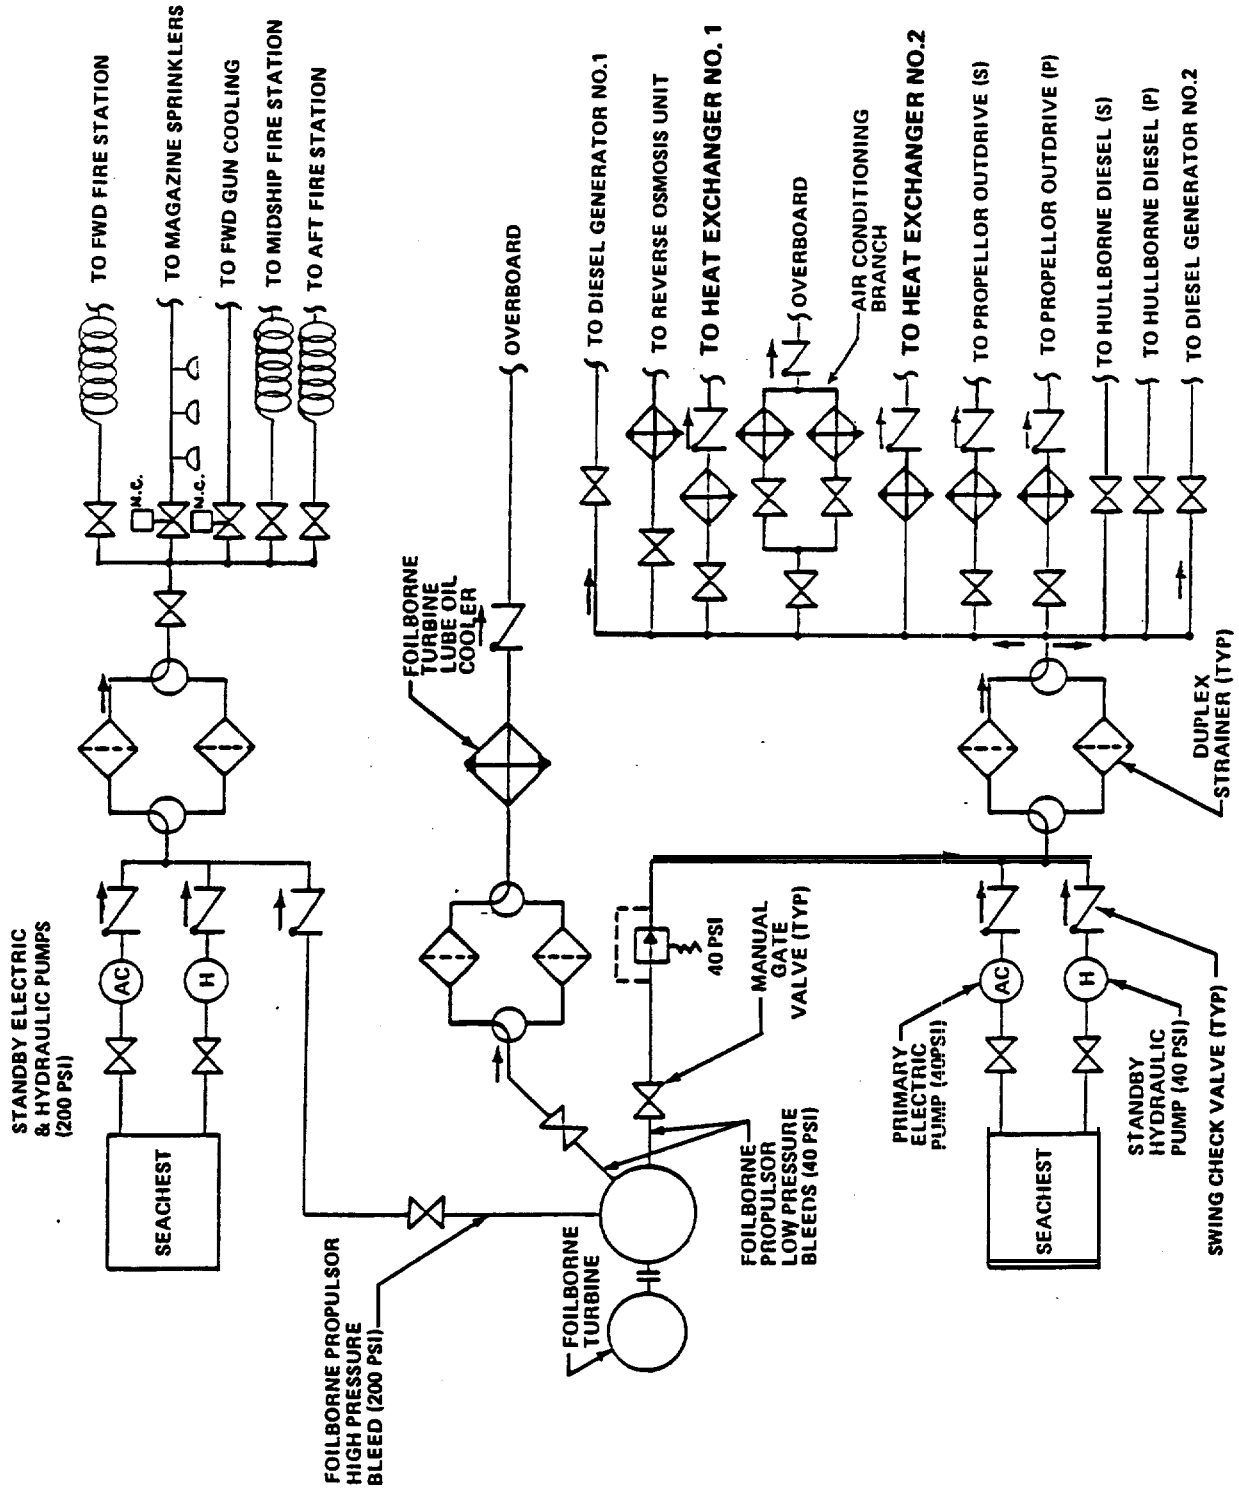 TO FWD FIRE STATION
TO MAGAZINE SPRINKLERS
TO FWD GUN COOLING
TO MIDSHIP FIRE STATION
TO AFT FIRE STATION
N.C.
N.C.
STANDBY ELECTRIC
& HYDRAULIC PUMPS
(200 PSI)
AC
H
SEACHEST
FOILBORNE PROPULSOR
HIGH PRESSURE
BLEED (200 PSI)
OVERBOARD
FOILBORNE
TURBINE
LUBE OIL
COOLER
40 PSI
MANUAL
GATE
VALVE (TYP)
FOILBORNE
PROPULSOR
LOW PRESSURE
BLEEDS (40 PSI)
FOILBORNE
TURBINE
TO DIESEL GENERATOR NO.1
TO REVERSE OSMOSIS UNIT
TO HEAT EXCHANGER NO. 1
OVERBOARD
AIR CONDITIONING
BRANCH
TO HEAT EXCHANGER NO.2
TO PROPELLOR OUTDRIVE (S)
TO PROPELLOR OUTDRIVE (P)
TO HULLBORNE DIESEL (S)
TO HULLBORNE DIESEL (P)
TO DIESEL GENERATOR NO.2
DUPLEX
STRAINER (TYP)
PRIMARY
ELECTRIC
PUMP (40PSI)
AC
H
STANDBY
HYDRAULIC
PUMP (40 PSI)
SWING CHECK VALVE (TYP)
SEACHEST